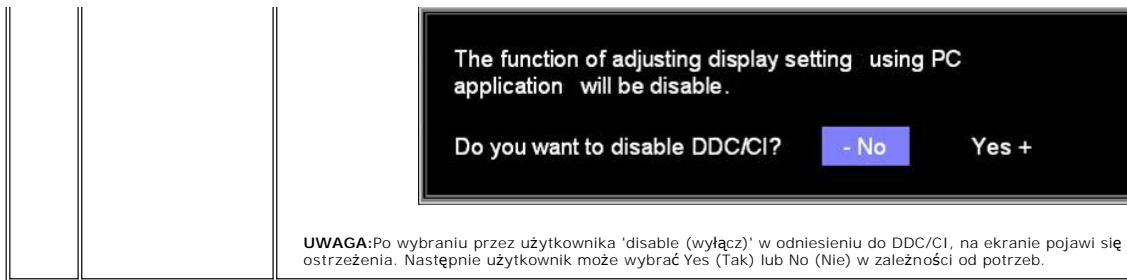 The function of adjusting display setting using PC
application will be disable.
Do you want to disable DDC/CI? - No Yes +
UWAGA:Po wybraniu przez użytkownika 'disable (wyłącz)' w odniesieniu do DDC/CI, na ekranie pojawi się
ostrzeżenia. Następnie użytkownik może wybrać Yes (Tak) lub No (Nie) w zależności od potrzeb.